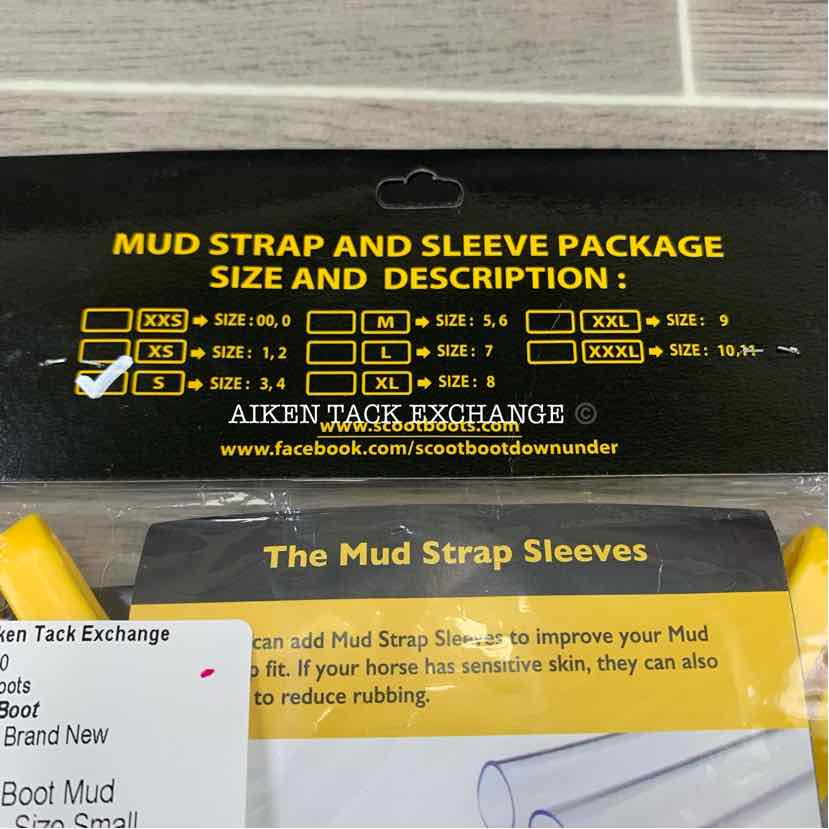 MUD STRAP AND SLEEVE PACKAGE
SIZE AND DESCRIPTION :
XXS SIZE : 00, 0 M SIZE : 5, 6 XXL SIZE : 9
XS SIZE : 1, 2 L SIZE : 7 XXXL SIZE : 10, 11
S SIZE : 3, 4 XL SIZE : 8
AIKEN TACK EXCHANGE ©
www.scootboots.com
www.facebook.com/scootbootdownunder
The Mud Strap Sleeves
can add Mud Strap Sleeves to improve your Mud
fit. If your horse has sensitive skin, they can also
to reduce rubbing.
Tack Exchange
0
Boot
Brand New
Boot Mud
Size Small